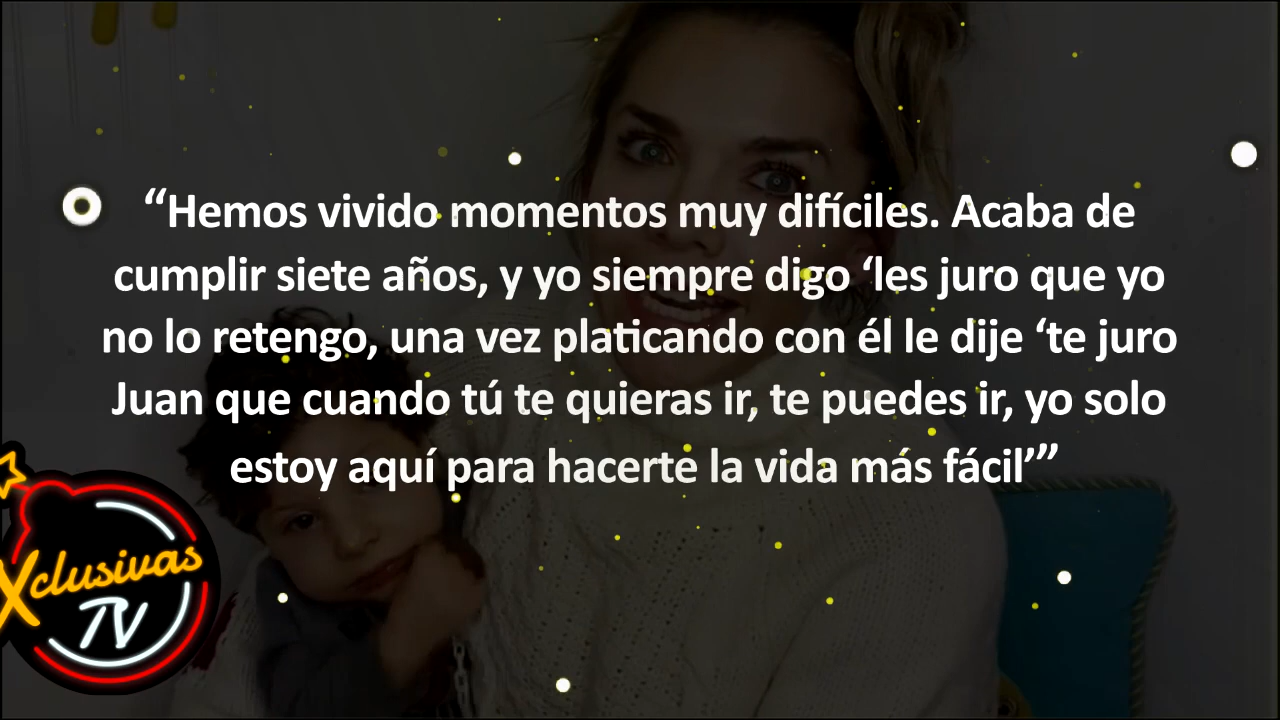 “Hemos vivido momentos muy difíciles. Acaba de
cumplir siete años, y yo siempre digo ‘les juro que yo
no lo retengo, una vez platicando con él le dije ‘te juro
Juan que cuando tú te quieras ir, te puedes ir, yo solo
estoy aquí para hacerte la vida más fácil’”
Xclusivas
TV